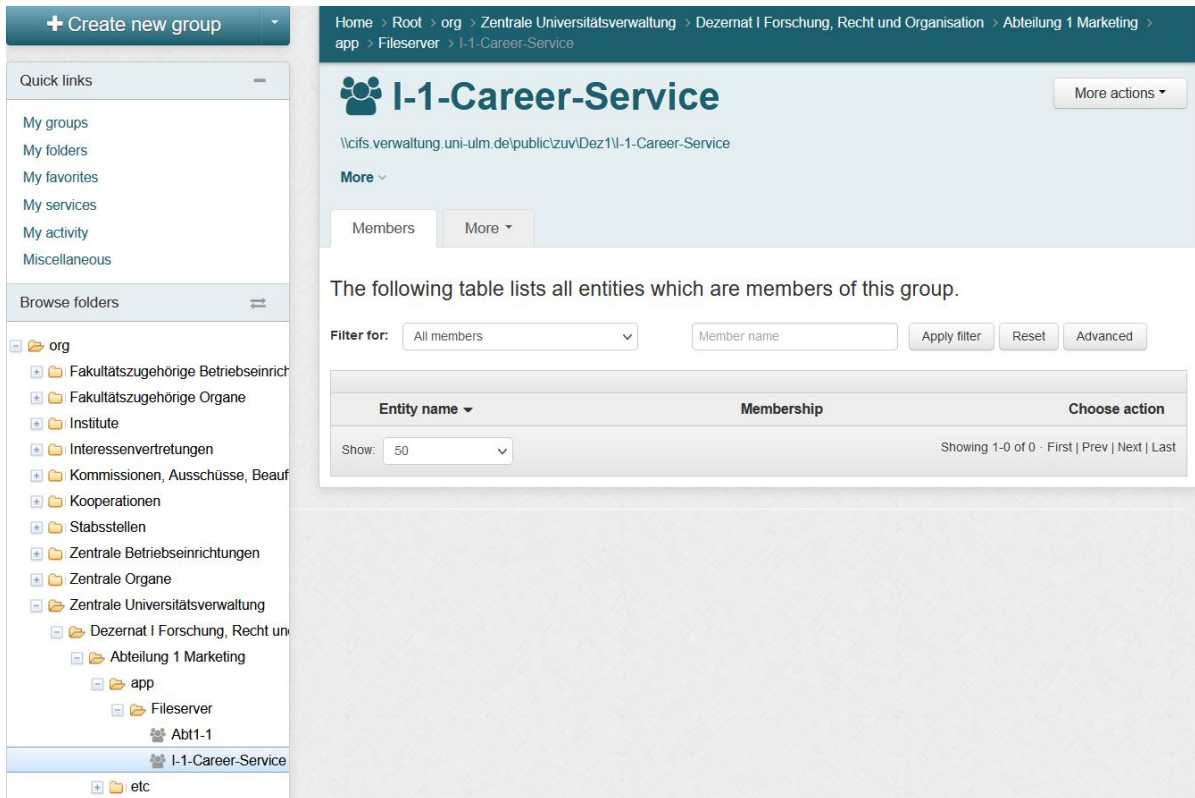 + Create new group
Quick links
My groups
My folders
My favorites
My services
My activity
Miscellaneous
Browse folders
org
Fakultätszugehörige Betriebseinrich
Fakultätszugehörige Organe
Institute
Interessenvertretungen
Kommissionen, Ausschüsse, Beauf
Kooperationen
Stabsstellen
Zentrale Betriebseinrichtungen
Zentrale Organe
Zentrale Universitätsverwaltung
Dezernat I Forschung, Recht un
Abteilung 1 Marketing
app
Fileserver
Abt1-1
I-1-Career-Service
etc
Home > Root > org > Zentrale Universitätsverwaltung > Dezernat I Forschung, Recht und Organisation > Abteilung 1 Marketing >
app > Fileserver > I-1-Career-Service
I-1-Career-Service
More actions
\\cifs.verwaltung.uni-ulm.de\public\zuv\Dez1\I-1-Career-Service
More
Members More
The following table lists all entities which are members of this group.
Filter for: All members Member name Apply filter Reset Advanced
Entity name Membership Choose action
Show: 50 Showing 1-0 of 0 · First | Prev | Next | Last